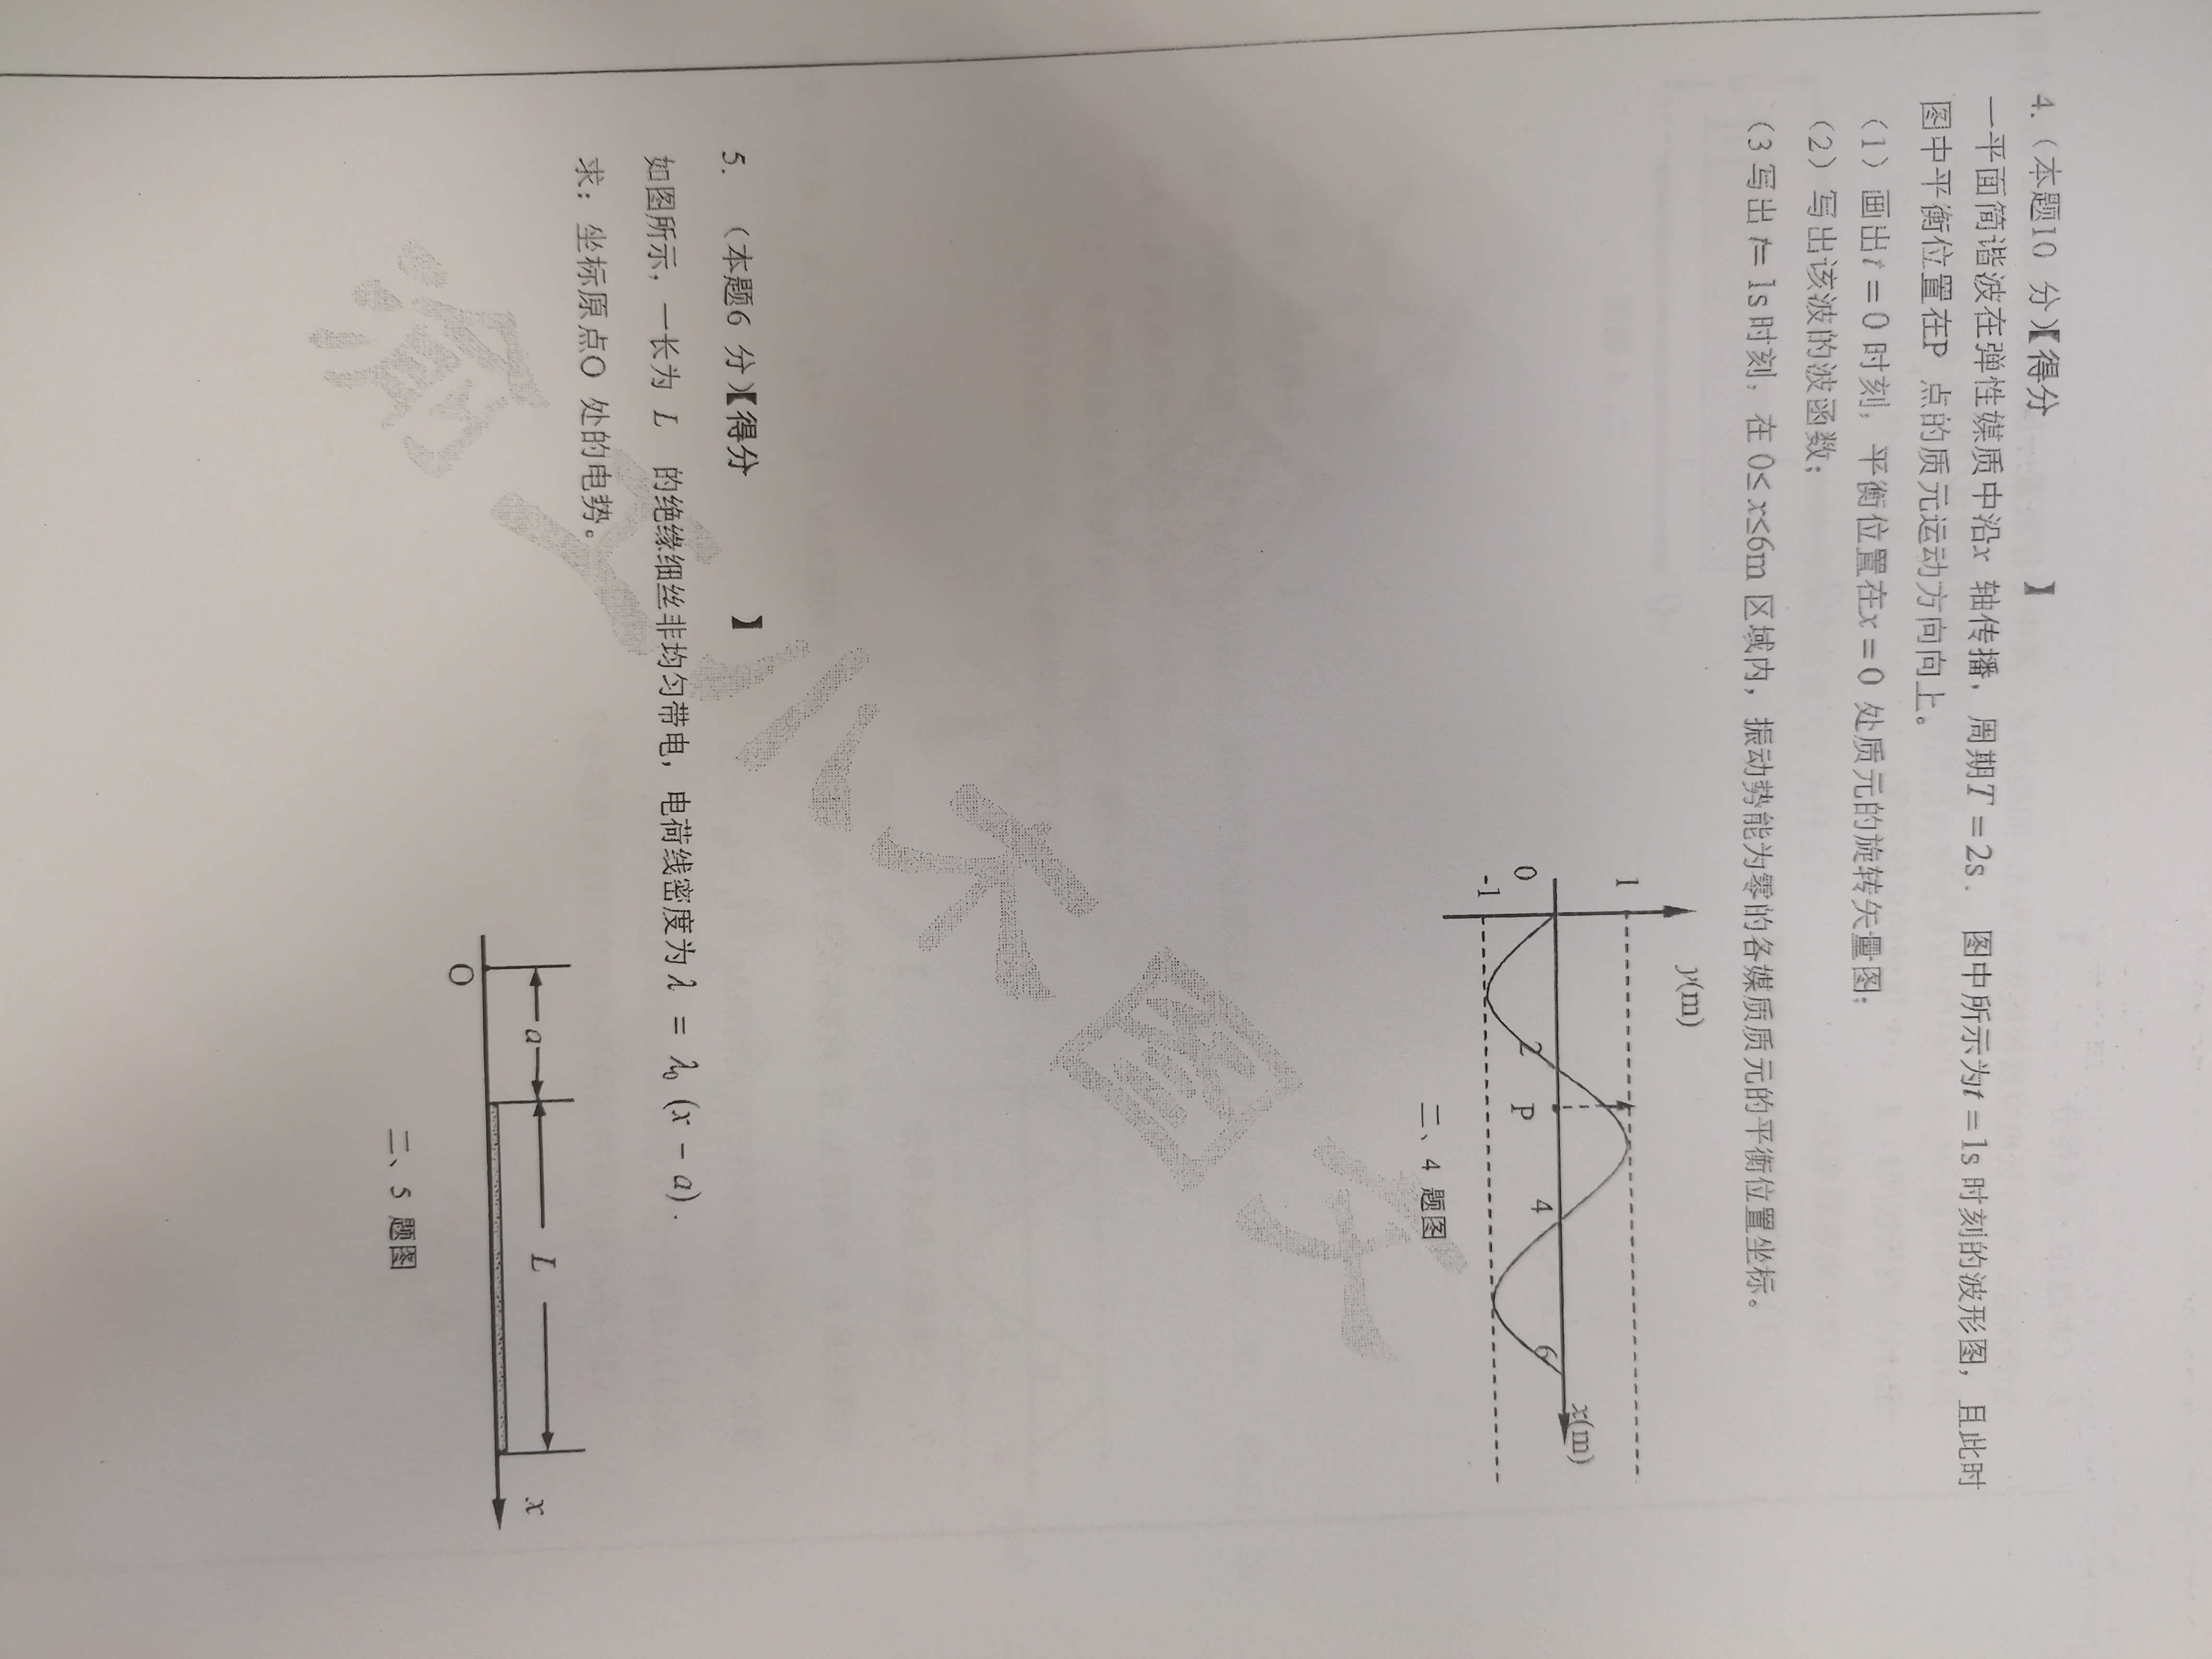 4.（本题10 分）【得分 】
一平面简谐波在弹性媒质中沿x 轴传播，周期T = 2s． 图中所示为t = 1s 时刻的波形图，且此时
图中平衡位置在P 点的质元运动方向向上。
（1）画出t = 0 时刻，平衡位置在x = 0 处质元的旋转矢量图；
（2）写出该波的波函数；
（3 写出 t= 1s 时刻，在 0≤ x≤6m 区域内，振动势能为零的各媒质质元的平衡位置坐标。
y(m)
1
x(m)
0
2
P
4
6
-1
二、4 题图
5. （本题6 分）【得分 】
如图所示，一长为 L 的绝缘细丝非均匀带电，电荷线密度为 λ = λ₀ (x − a) .
求：坐标原点O 处的电势。
a
L
x
O
二、5 题图